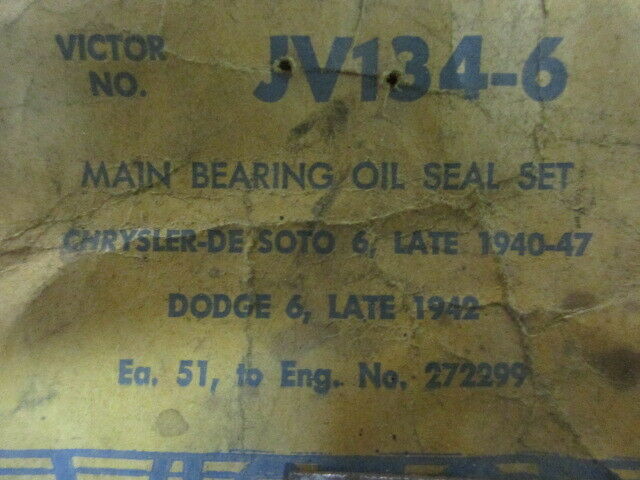 VICTOR NO. JV134-6
MAIN BEARING OIL SEAL SET
CHRYSLER-DE SOTO 6, LATE 1940-47
DODGE 6, LATE 1942
Ea. 51, to Eng. No. 272299